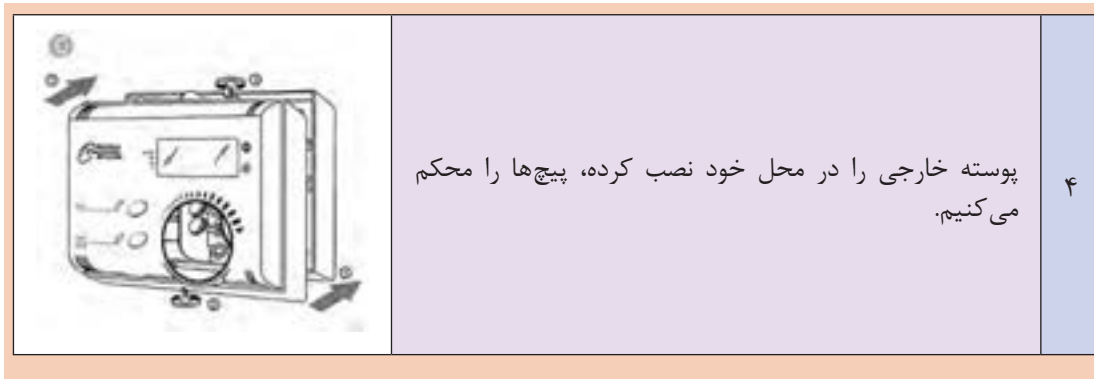 ۴
پوسته خارجی را در محل خود نصب کرده، پیچ‌ها را محکم
می‌کنیم.